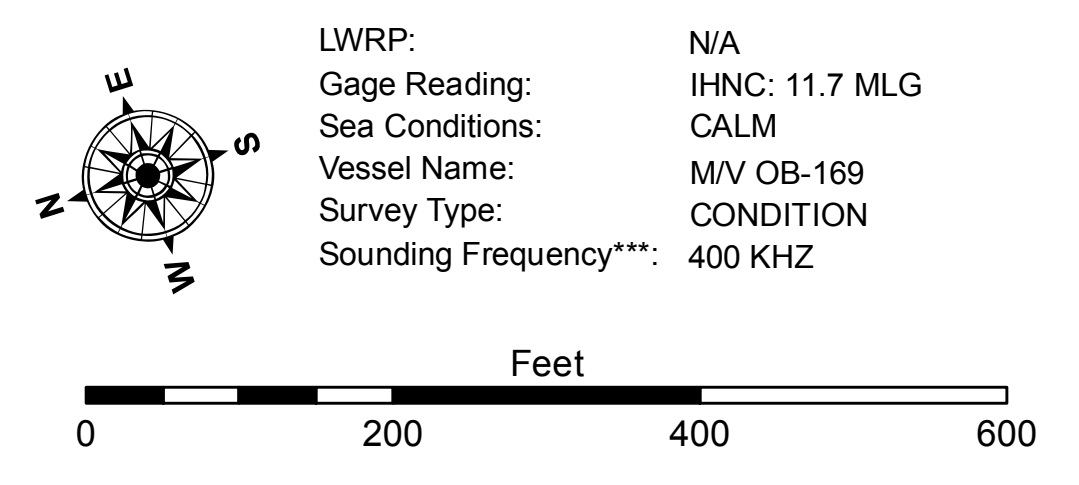 E
S
N
W
LWRP: N/A
Gage Reading: IHNC: 11.7 MLG
Sea Conditions: CALM
Vessel Name: M/V OB-169
Survey Type: CONDITION
Sounding Frequency***: 400 KHZ
Feet
0 200 400 600